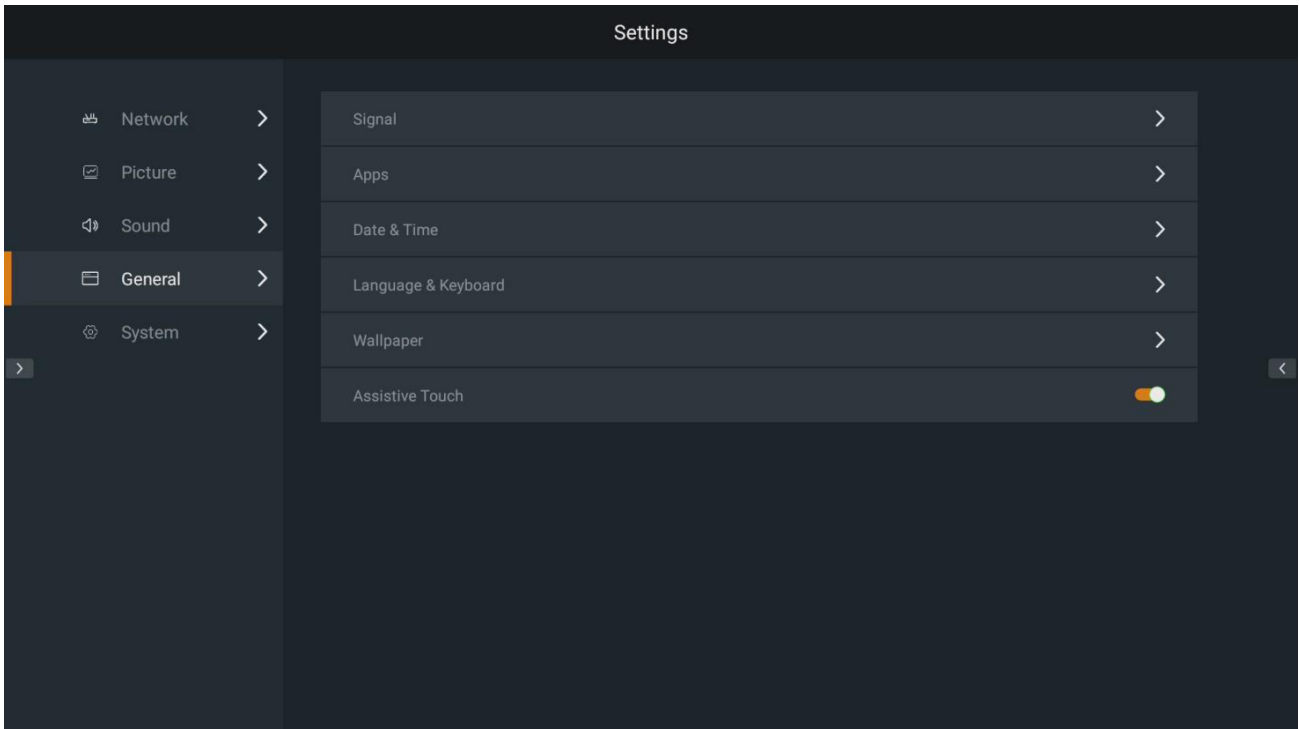 Settings
Network
Picture
Sound
General
System
Signal
Apps
Date & Time
Language & Keyboard
Wallpaper
Assistive Touch